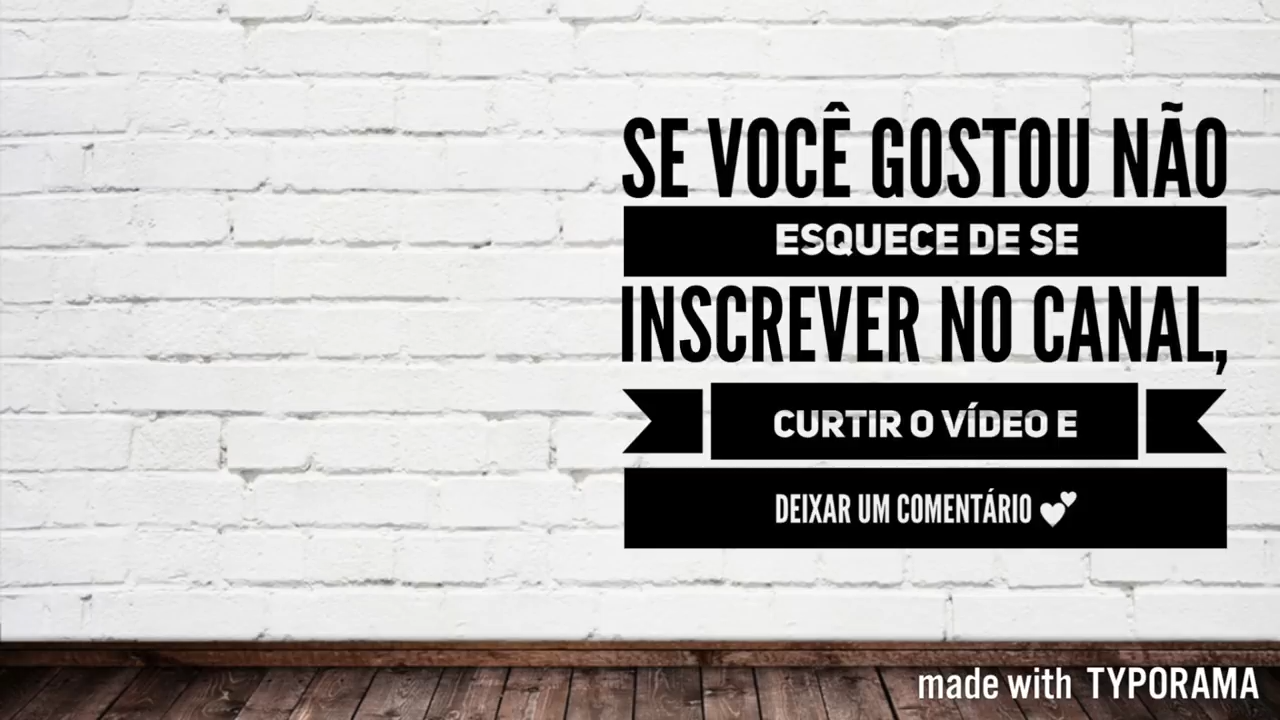 SE VOCÊ GOSTOU NÃO
ESQUECE DE SE
INSCREVER NO CANAL,
CURTIR O VÍDEO E
DEIXAR UM COMENTÁRIO 💕
made with TYPORAMA